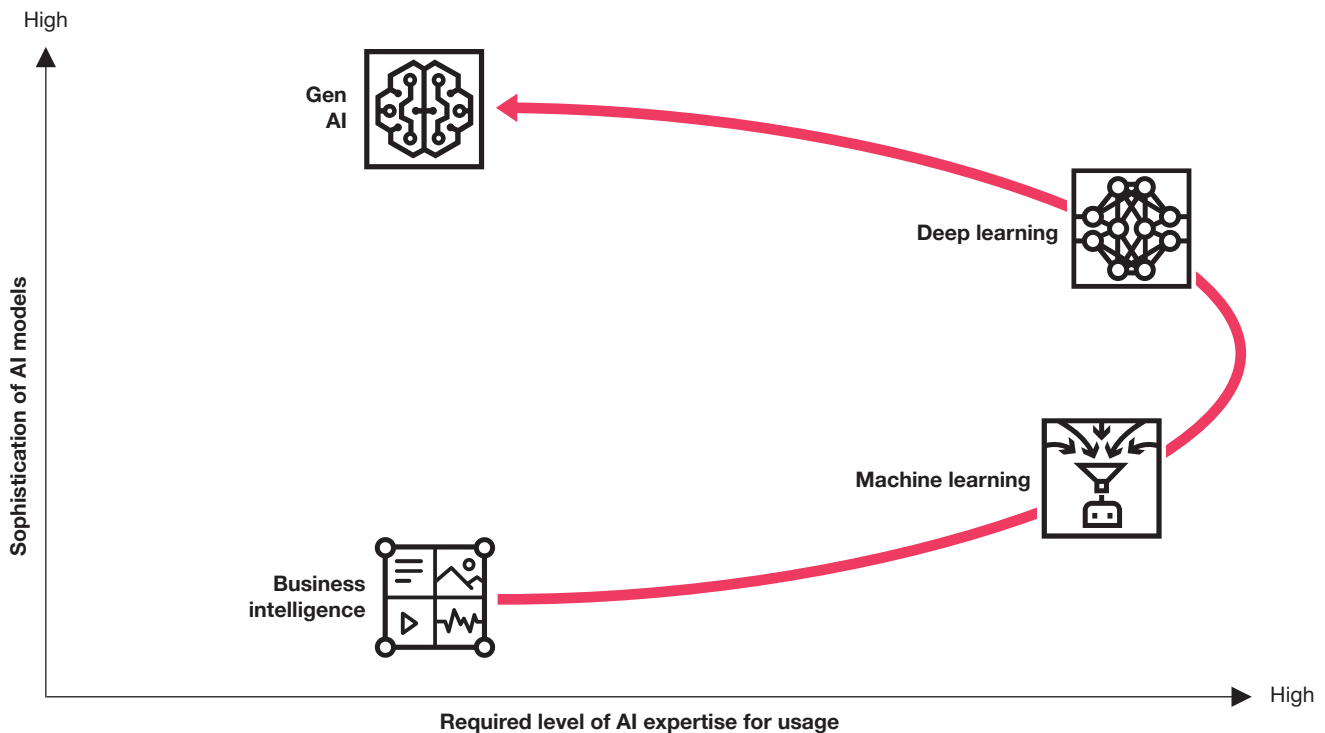 High
Gen
AI
Deep learning
Sophistication of AI models
Machine learning
Business
intelligence
High
Required level of AI expertise for usage